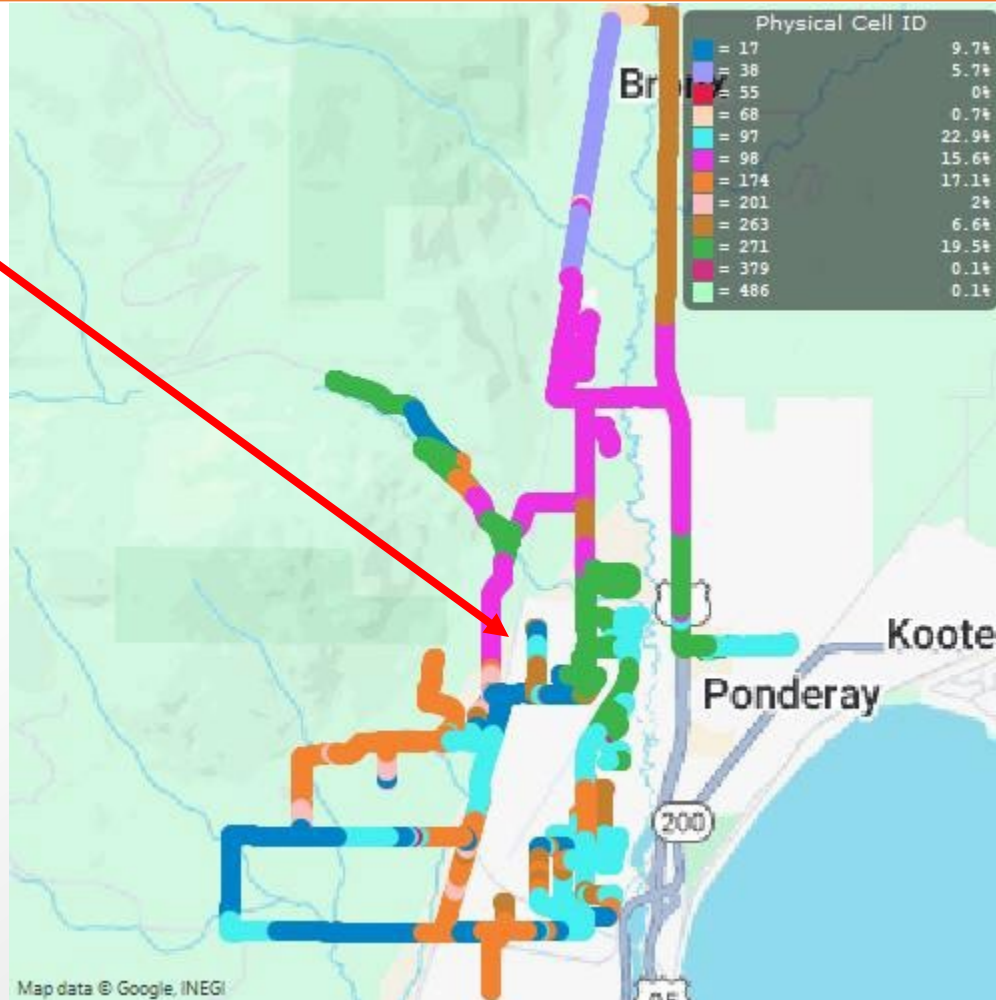 Physical Cell ID
= 17 9.7%
= 38 5.7%
= 55 0%
= 68 0.7%
= 97 22.9%
= 98 15.6%
= 174 17.1%
= 201 2%
= 263 6.6%
= 271 19.5%
= 379 0.1%
= 486 0.1%
Koote
Ponderay
200
Map data © Google, INEGI